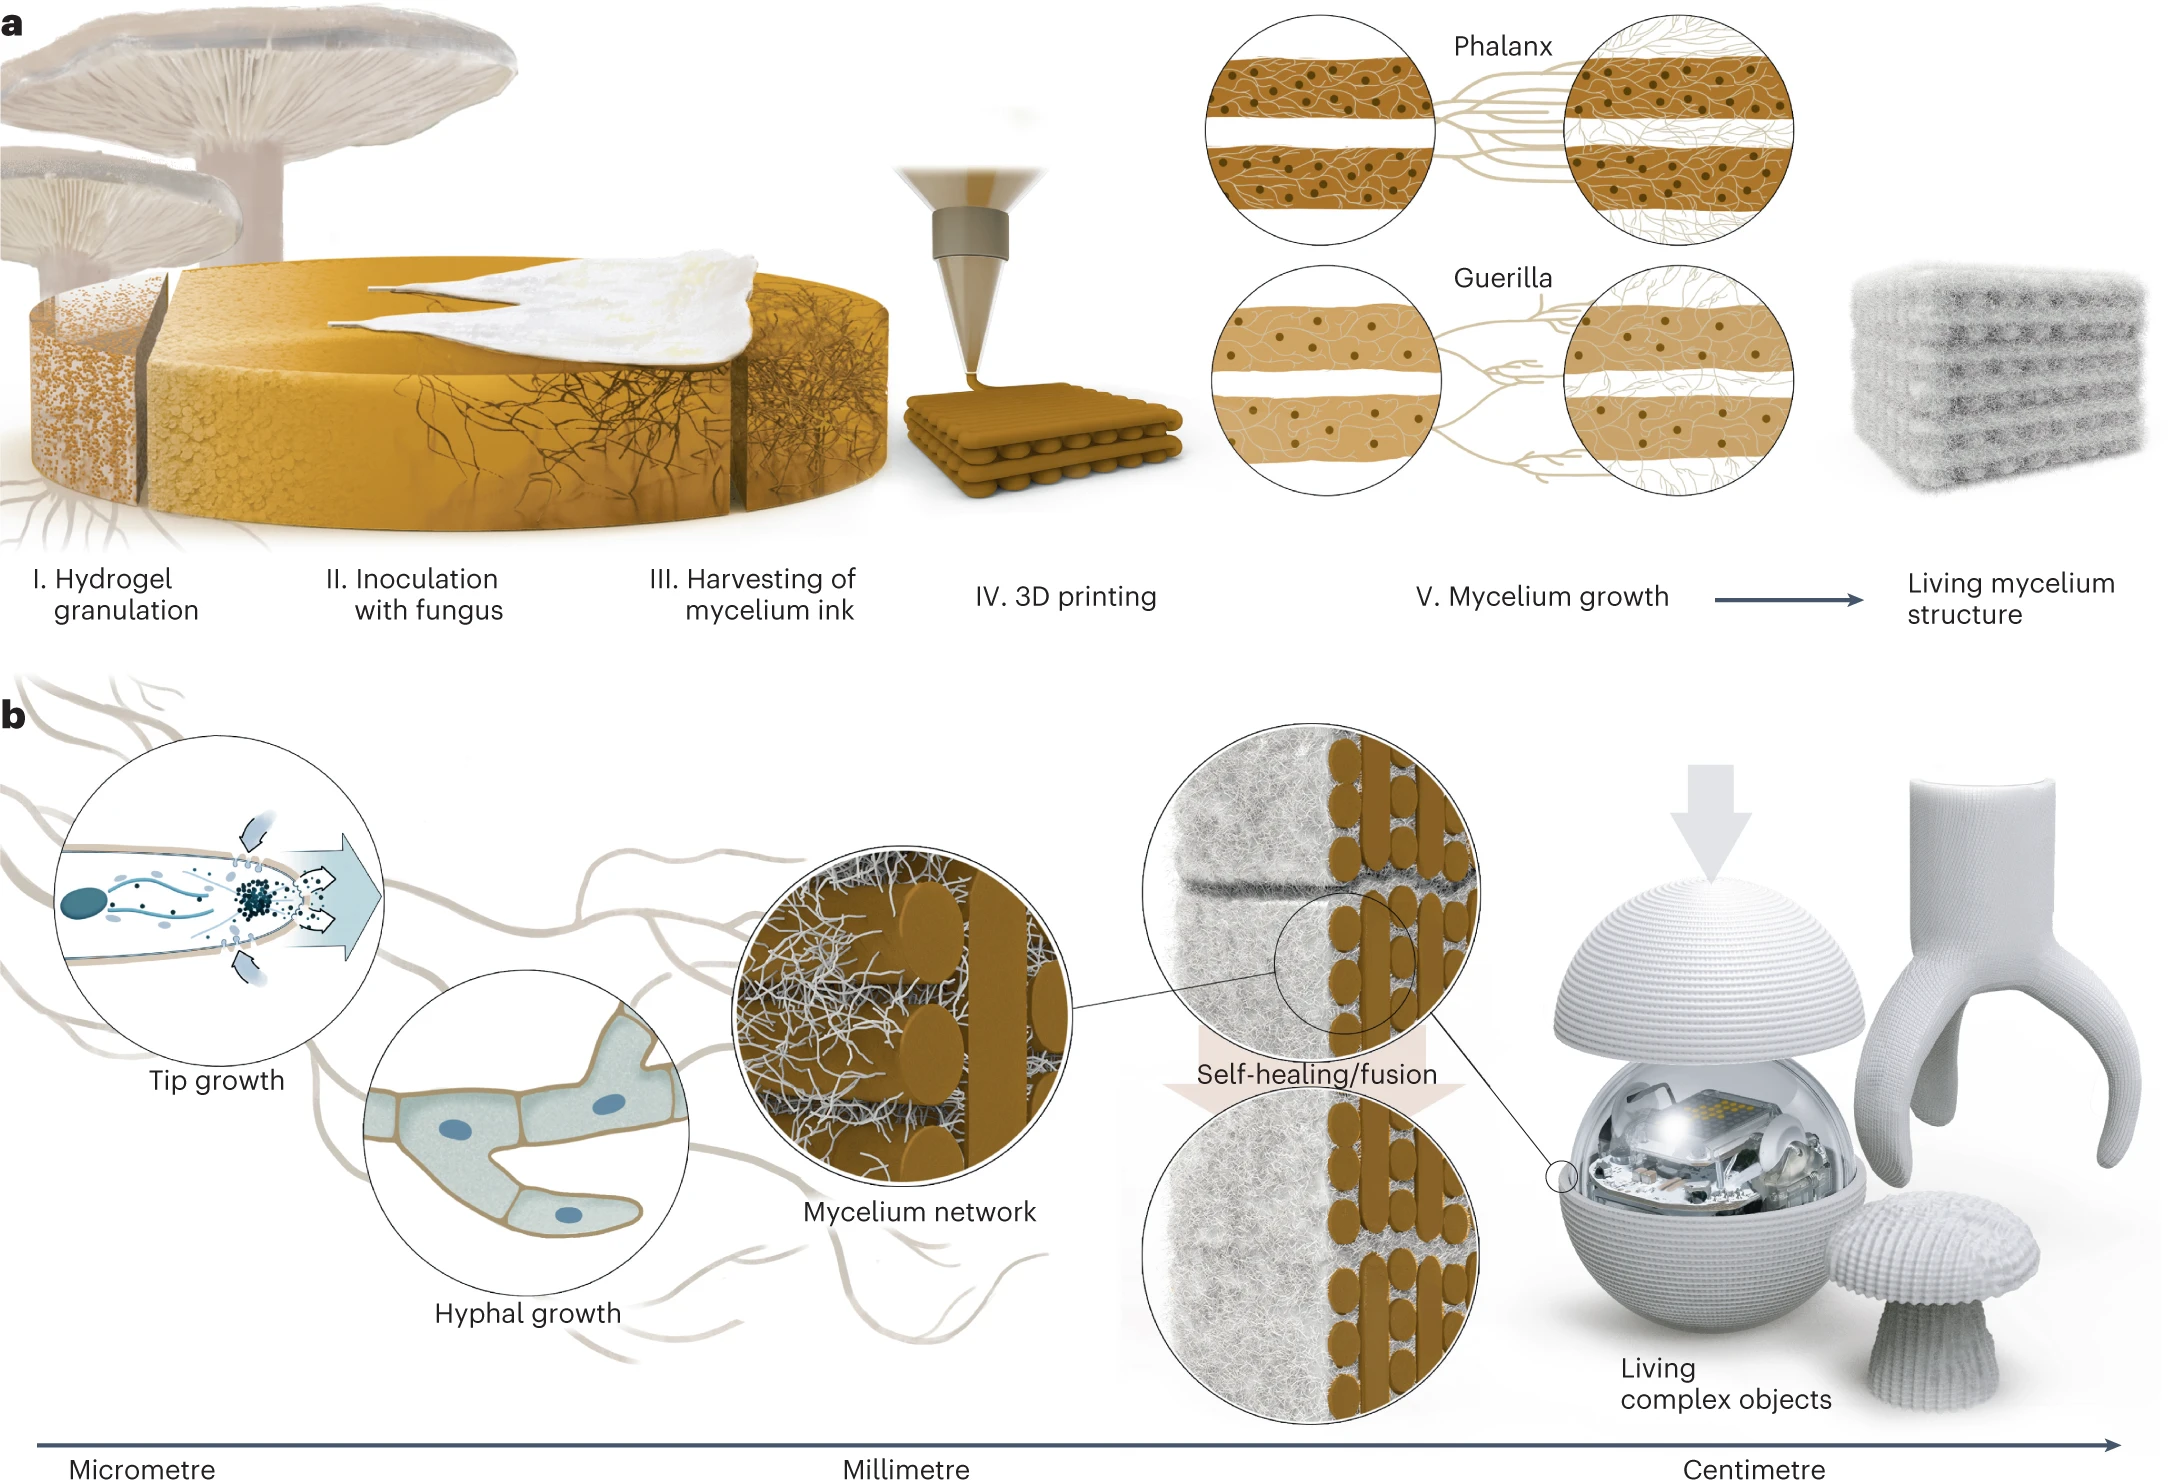 a
Phalanx
Guerilla
I. Hydrogel
granulation
II. Inoculation
with fungus
III. Harvesting of
mycelium ink
IV. 3D printing
V. Mycelium growth
Living mycelium
structure
b
Tip growth
Hyphal growth
Mycelium network
Self-healing/fusion
Living
complex objects
Micrometre
Millimetre
Centimetre